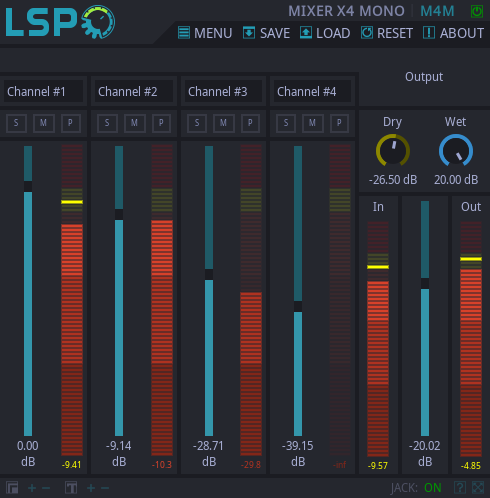 LSP
MIXER X4 MONO M4M
MENU SAVE LOAD RESET ABOUT
Output
Channel #1 Channel #2 Channel #3 Channel #4
S M P S M P S M P S M P
Dry Wet
-26.50 dB 20.00 dB
In Out
0.00 -9.14 -28.71 -39.15 -20.02
dB dB dB dB dB
-9.41 -10.3 -29.8 -inf -9.57 -4.85
JACK: ON ?